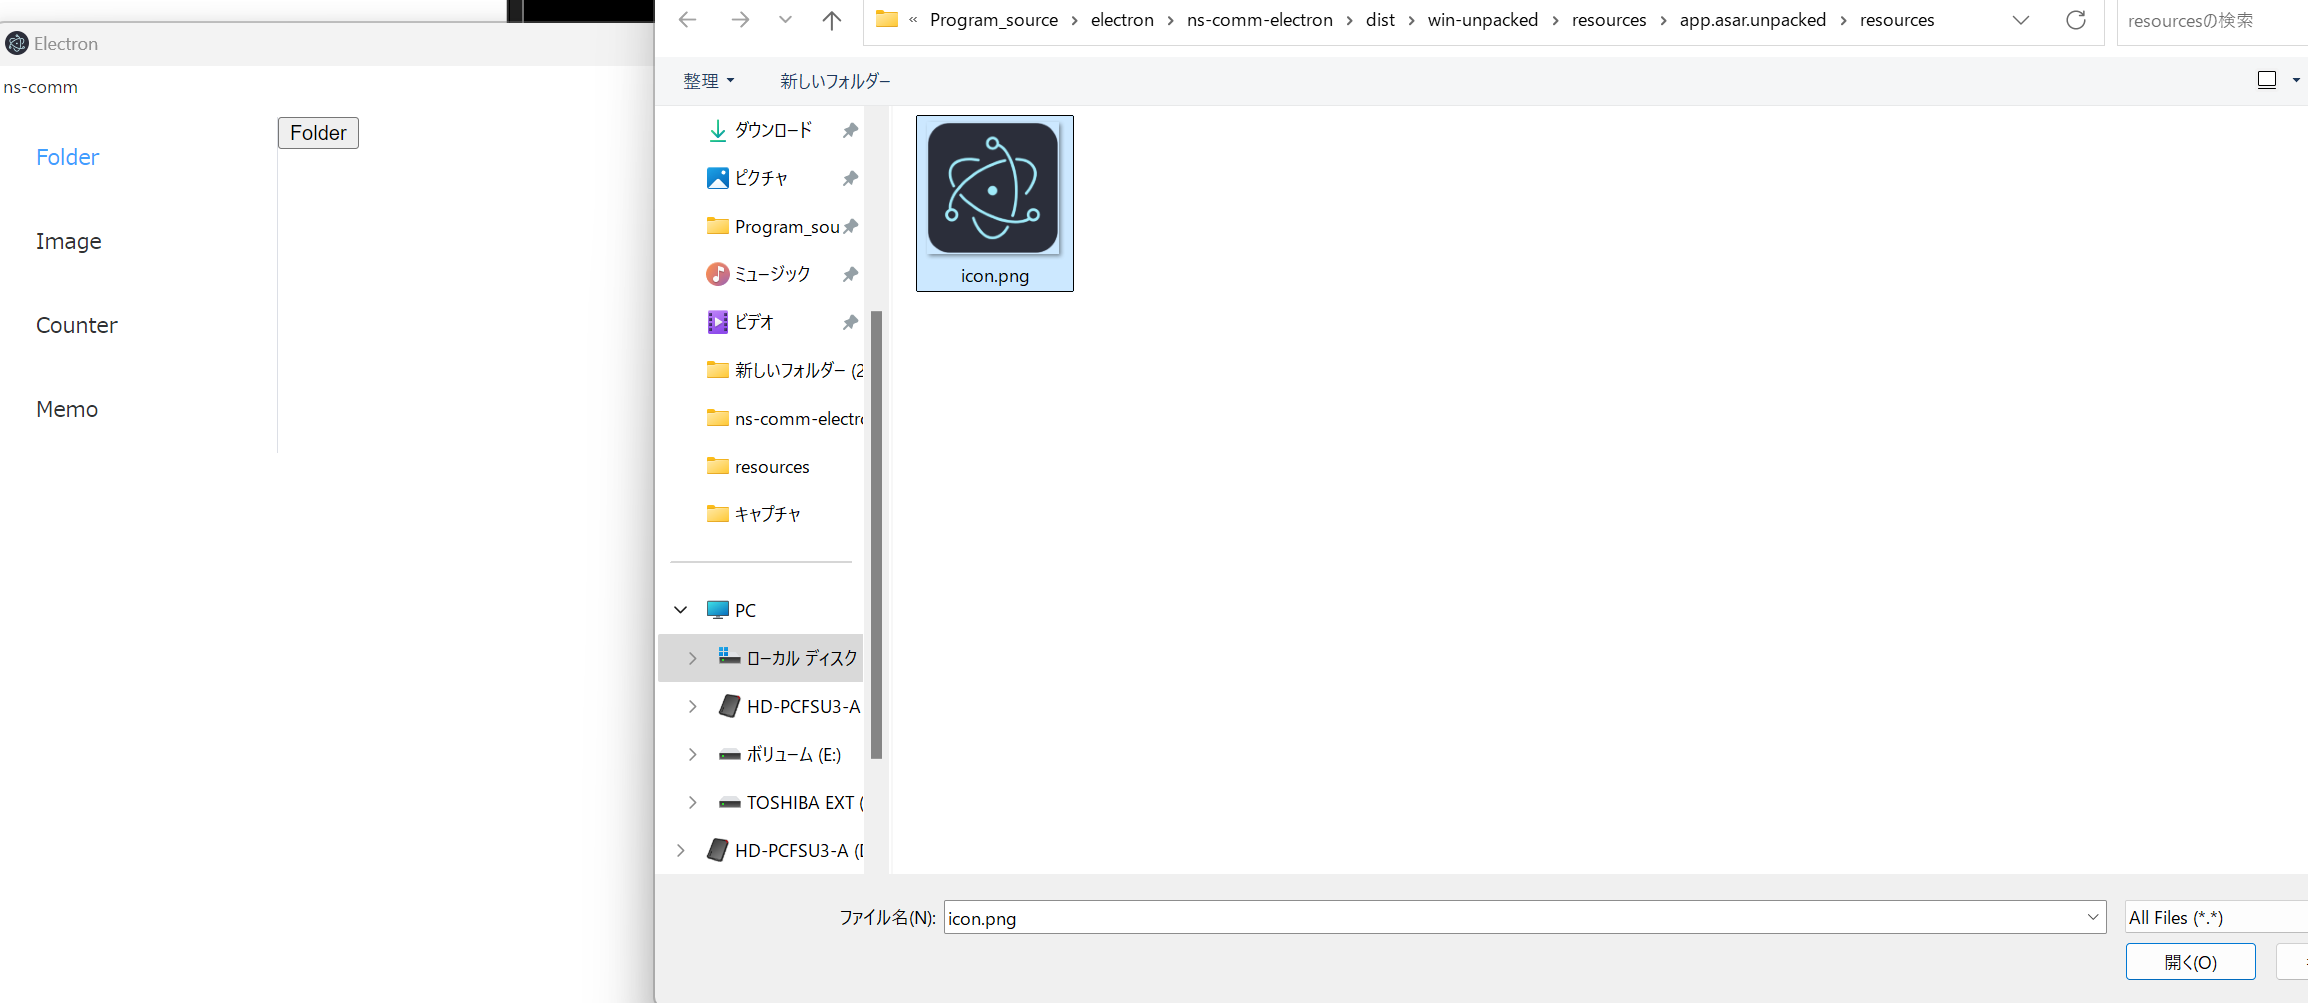 Electron
ns-comm
Folder
Image
Counter
Memo
Folder
« Program_source > electron > ns-comm-electron > dist > win-unpacked > resources > app.asar.unpacked > resources
resourcesの検索
整理
新しいフォルダー
ダウンロード
ピクチャ
Program_sou
ミュージック
ビデオ
新しいフォルダー (2
ns-comm-electro
resources
キャプチャ
PC
ローカル ディスク
HD-PCFSU3-A
ボリューム (E:)
TOSHIBA EXT (
HD-PCFSU3-A (D
icon.png
ファイル名(N):
icon.png
All Files (*.*)
開く(O)